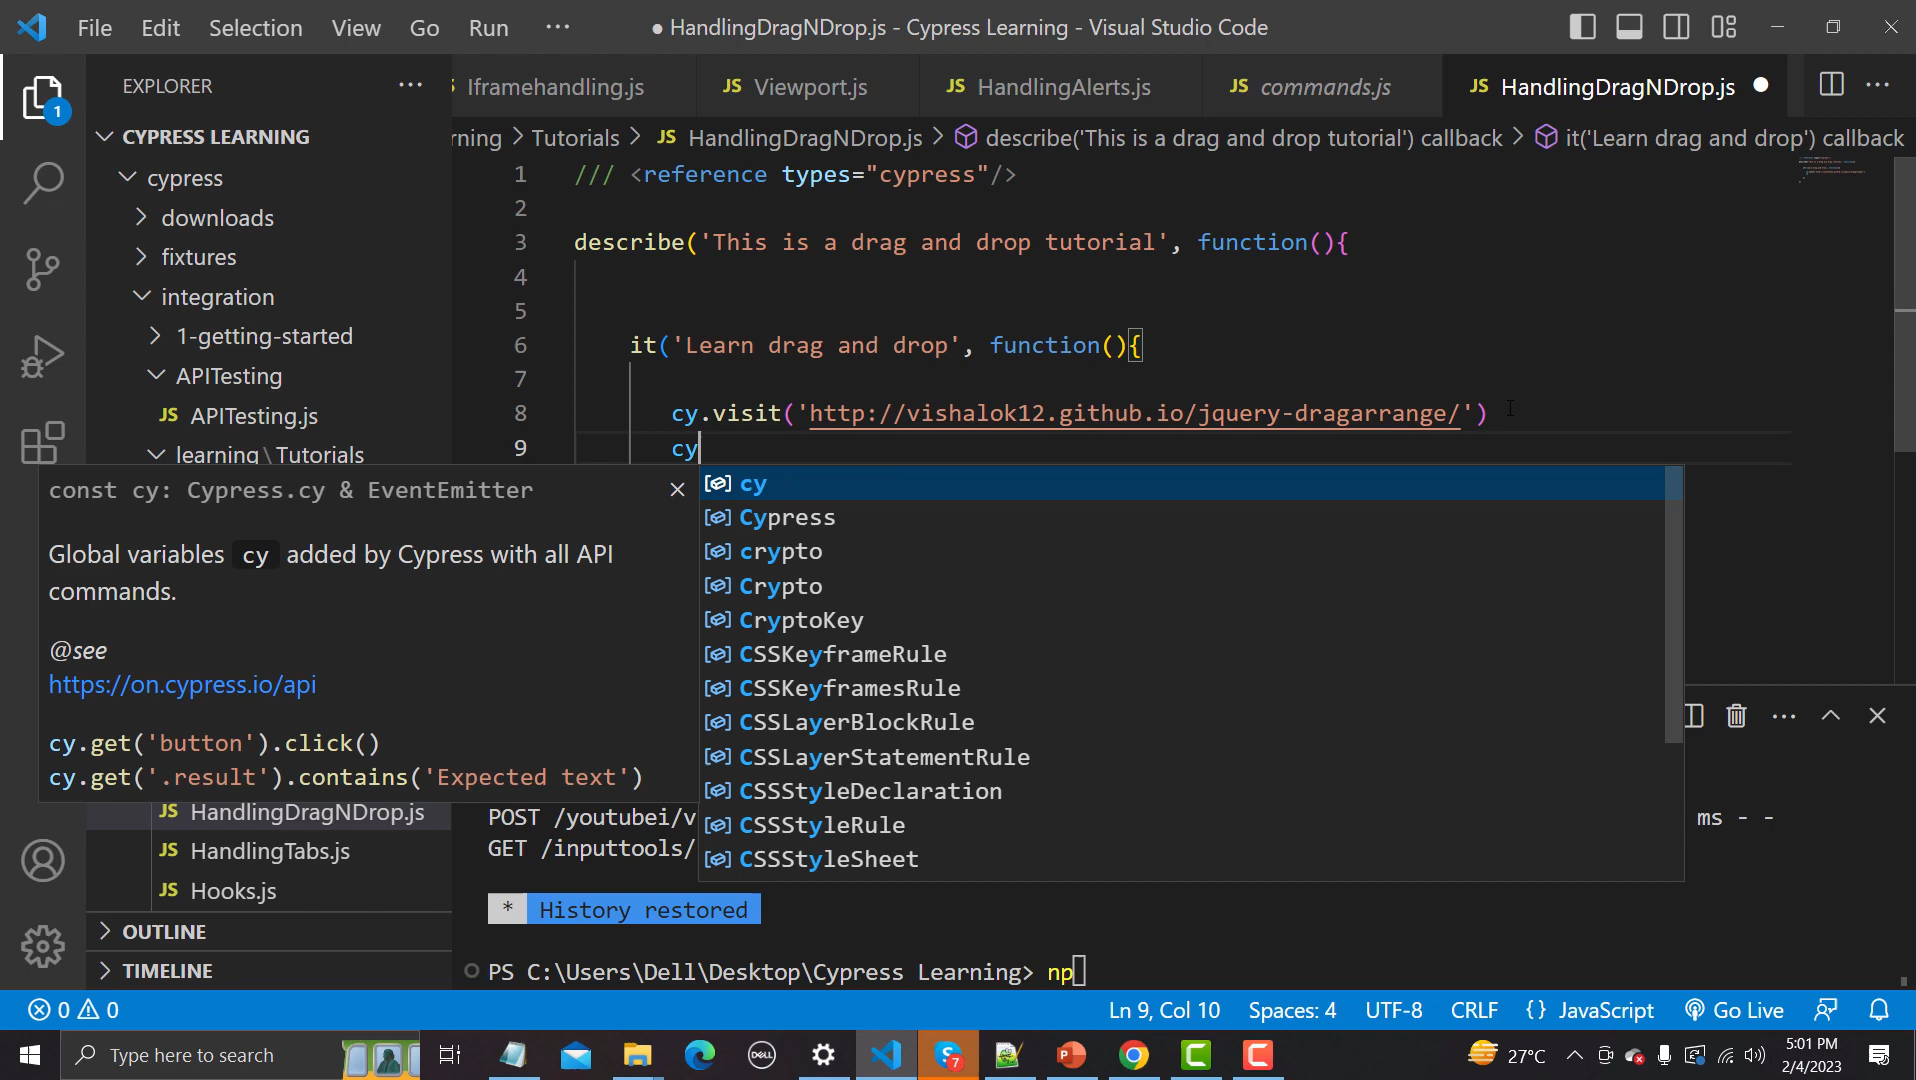 File Edit Selection View Go Run ··· ● HandlingDragNDrop.js - Cypress Learning - Visual Studio Code
EXPLORER ···
Iframehandling.js JS Viewport.js JS HandlingAlerts.js JS commands.js JS HandlingDragNDrop.js ● ···
CYPRESS LEARNING
rning > Tutorials > JS HandlingDragNDrop.js > describe('This is a drag and drop tutorial') callback > it('Learn drag and drop') callback
cypress
downloads
fixtures
integration
1-getting-started
APITesting
JS APITesting.js
learning\Tutorials
1 /// <reference types="cypress"/>
2
3 describe('This is a drag and drop tutorial', function(){
4
5
6 it('Learn drag and drop', function(){
7
8 cy.visit('http://vishalok12.github.io/jquery-dragarrange/')
9 cy
const cy: Cypress.cy & EventEmitter
Global variables cy added by Cypress with all API
commands.
@see
https://on.cypress.io/api
cy.get('button').click()
cy.get('.result').contains('Expected text')
cy
Cypress
crypto
Crypto
CryptoKey
CSSKeyframeRule
CSSKeyframesRule
CSSLayerBlockRule
CSSLayerStatementRule
CSSStyleDeclaration
CSSStyleRule
CSSStyleSheet
JS HandlingDragNDrop.js
JS HandlingTabs.js
JS Hooks.js
OUTLINE
TIMELINE
POST /youtubei/v ms - -
GET /inputtools/
* History restored
PS C:\Users\Dell\Desktop\Cypress Learning> np
1
0 0 Ln 9, Col 10 Spaces: 4 UTF-8 CRLF {} JavaScript Go Live
Type here to search DELL 7 27°C 5:01 PM
2/4/2023